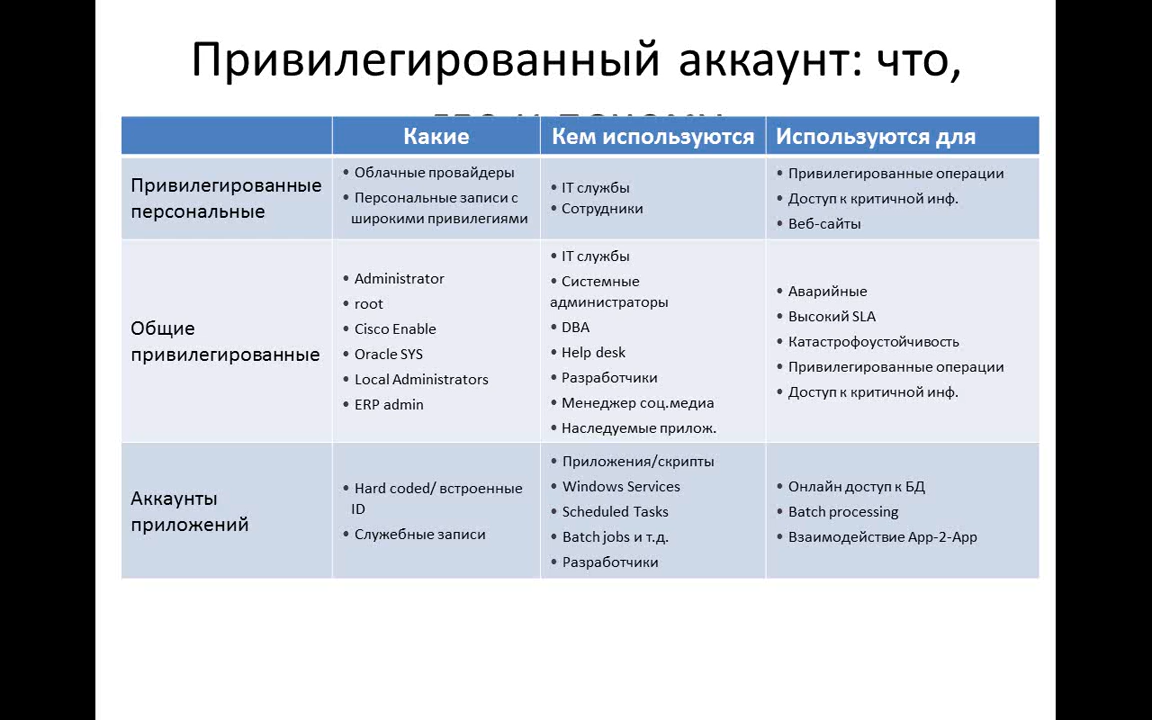 Привилегированный аккаунт: что,
Какие
Кем используются
Используются для
Привилегированные
персональные
• Облачные провайдеры
• Персональные записи с
широкими привилегиями
• IT службы
• Сотрудники
• Привилегированные операции
• Доступ к критичной инф.
• Веб-сайты
Общие
привилегированные
• Administrator
• root
• Cisco Enable
• Oracle SYS
• Local Administrators
• ERP admin
• IT службы
• Системные
администраторы
• DBA
• Help desk
• Разработчики
• Менеджер соц.медиа
• Наследуемые прилож.
• Аварийные
• Высокий SLA
• Катастрофоустойчивость
• Привилегированные операции
• Доступ к критичной инф.
Аккаунты
приложений
• Hard coded/ встроенные
ID
• Служебные записи
• Приложения/скрипты
• Windows Services
• Scheduled Tasks
• Batch jobs и т.д.
• Разработчики
• Онлайн доступ к БД
• Batch processing
• Взаимодействие App-2-App